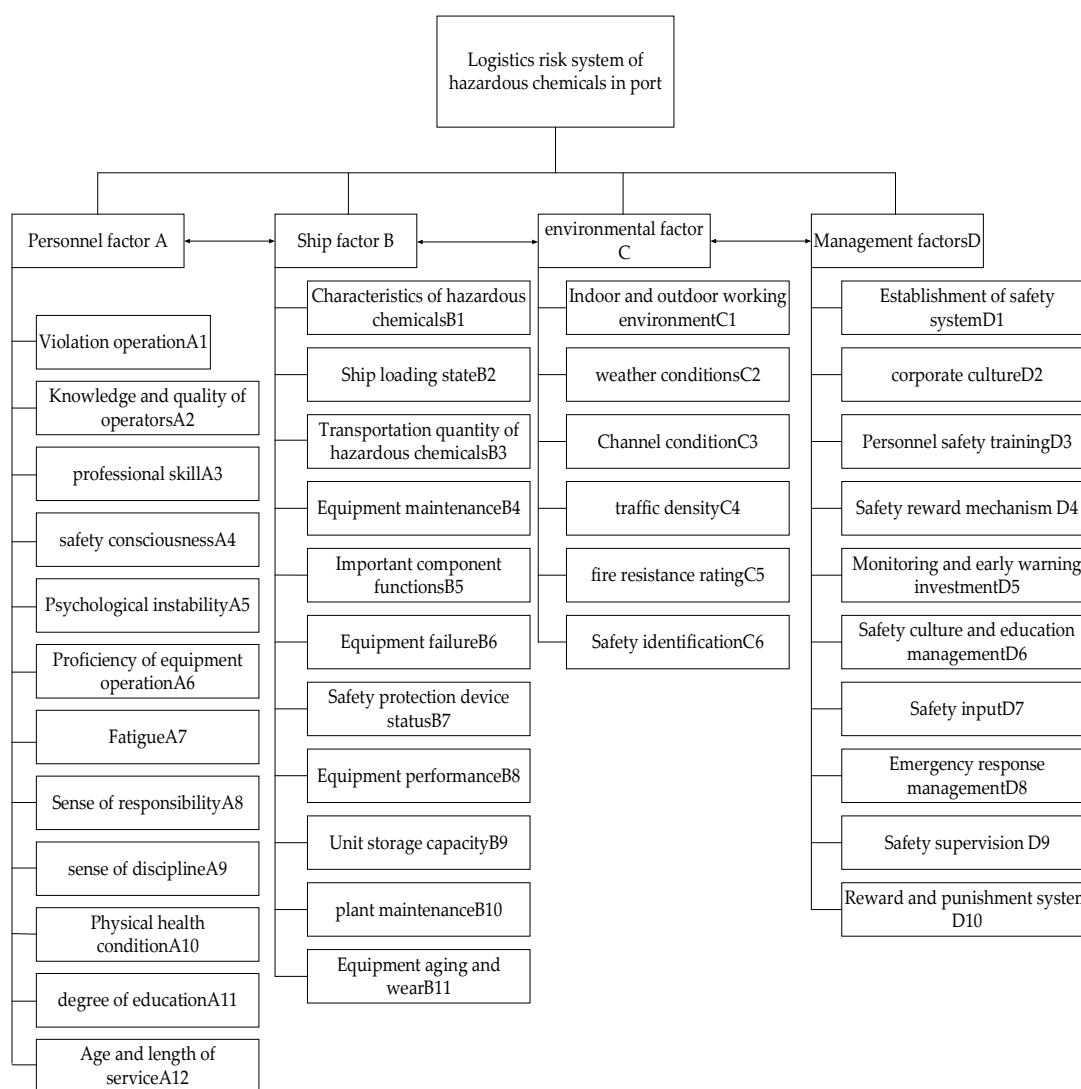 Logistics risk system of
hazardous chemicals in port
Personnel factor A
Ship factor B
environmental factor
C
Management factorsD
Violation operationA1
Knowledge and quality of
operatorsA2
professional skillA3
safety consciousnessA4
Psychological instabilityA5
Proficiency of equipment
operationA6
FatigueA7
Sense of responsibilityA8
sense of disciplineA9
Physical health
conditionA10
degree of educationA11
Age and length of
serviceA12
Characteristics of hazardous
chemicalsB1
Ship loading stateB2
Transportation quantity of
hazardous chemicalsB3
Equipment maintenanceB4
Important component
functionsB5
Equipment failureB6
Safety protection device
statusB7
Equipment performanceB8
Unit storage capacityB9
plant maintenanceB10
Equipment aging and
wearB11
Indoor and outdoor working
environmentC1
weather conditionsC2
Channel conditionC3
traffic densityC4
fire resistance ratingC5
Safety identificationC6
Establishment of safety
systemD1
corporate cultureD2
Personnel safety trainingD3
Safety reward mechanism D4
Monitoring and early warning
investmentD5
Safety culture and education
managementD6
Safety inputD7
Emergency response
managementD8
Safety supervision D9
Reward and punishment system
D10